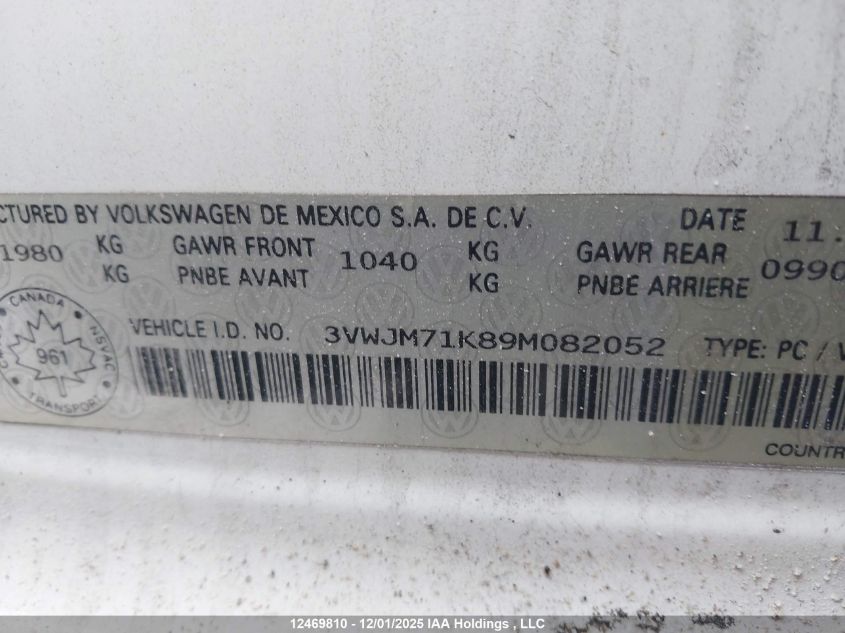 CTURED BY VOLKSWAGEN DE MEXICO S.A. DE C.V. DATE 11.
1980 KG GAWR FRONT 1040 KG GAWR REAR 0990
KG PNBE AVANT KG PNBE ARRIERE
CANADA
NSVAC
961
TRANSPORT
VEHICLE I.D. NO. 3VWJM71K89M082052 TYPE: PC / V
COUNTR
12469810 - 12/01/2025 IAA Holdings , LLC